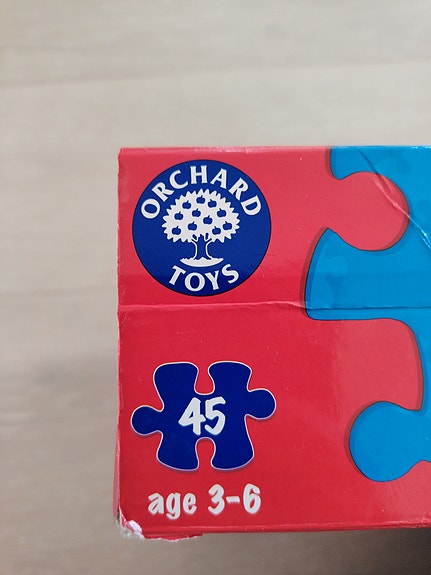 ORCHARD
TOYS
45
age 3-6